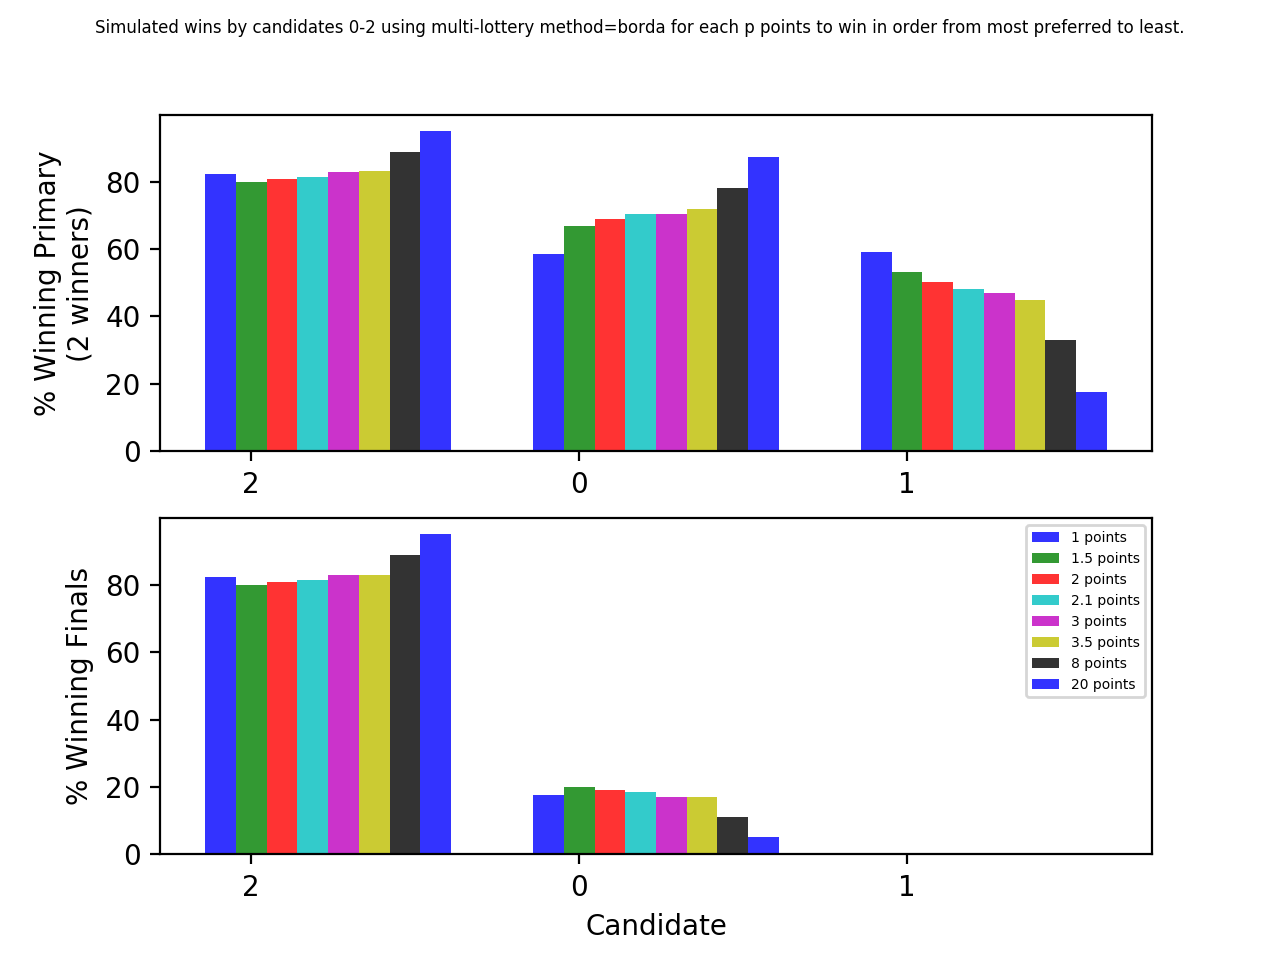 Simulated wins by candidates 0-2 using multi-lottery method=borda for each p points to win in order from most preferred to least.
% Winning Primary
(2 winners)
80
60
40
20
0
2
0
1
% Winning Finals
80
60
40
20
0
1 points
1.5 points
2 points
2.1 points
3 points
3.5 points
8 points
20 points
2
0
1
Candidate